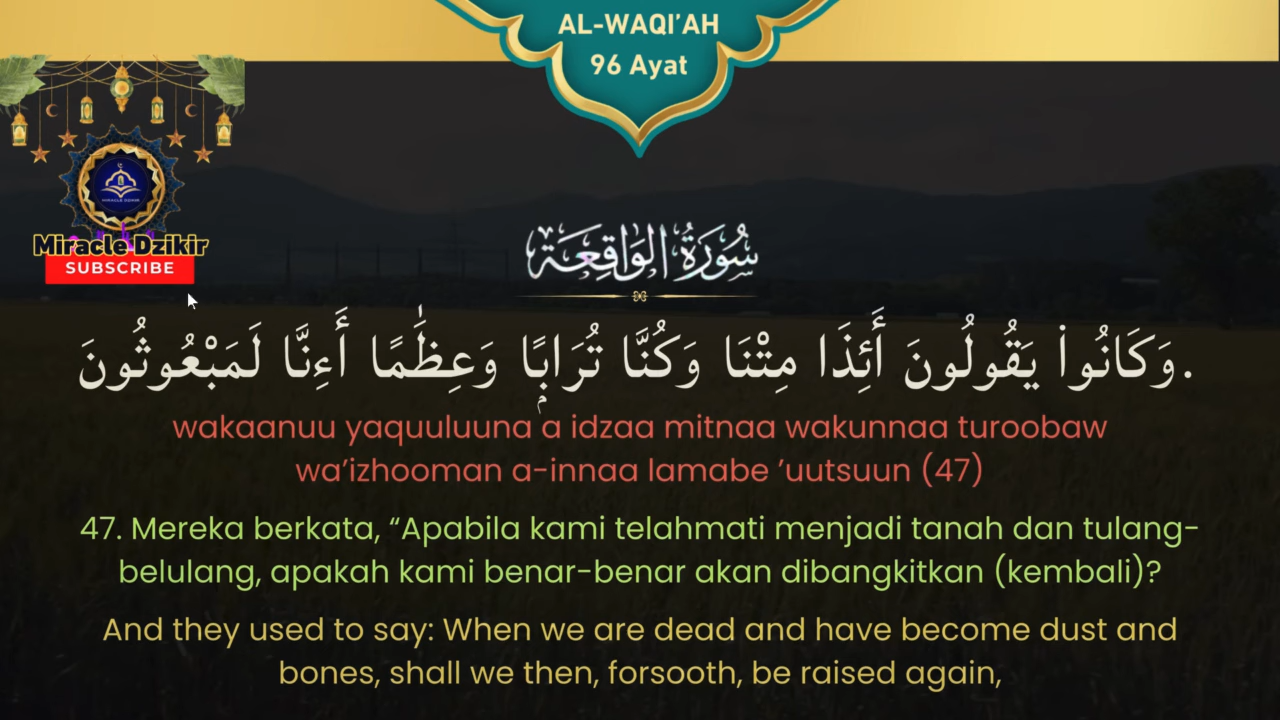 AL-WAQI’AH
96 Ayat
Miracle Dzikir
SUBSCRIBE
سُورَةُ الوَاقِعَة
.وَكَانُوا۟ يَقُولُونَ أَئِذَا مِتْنَا وَكُنَّا تُرَابًۭا وَعِظَٰمًا أَءِنَّا لَمَبْعُوثُونَ
wakaanuu yaquuluuna a idzaa mitnaa wakunnaa turoobaw
wa’izhooman a-innaa lamabe ’uutsuun (47)
47. Mereka berkata, “Apabila kami telahmati menjadi tanah dan tulang-
belulang, apakah kami benar-benar akan dibangkitkan (kembali)?
And they used to say: When we are dead and have become dust and
bones, shall we then, forsooth, be raised again,